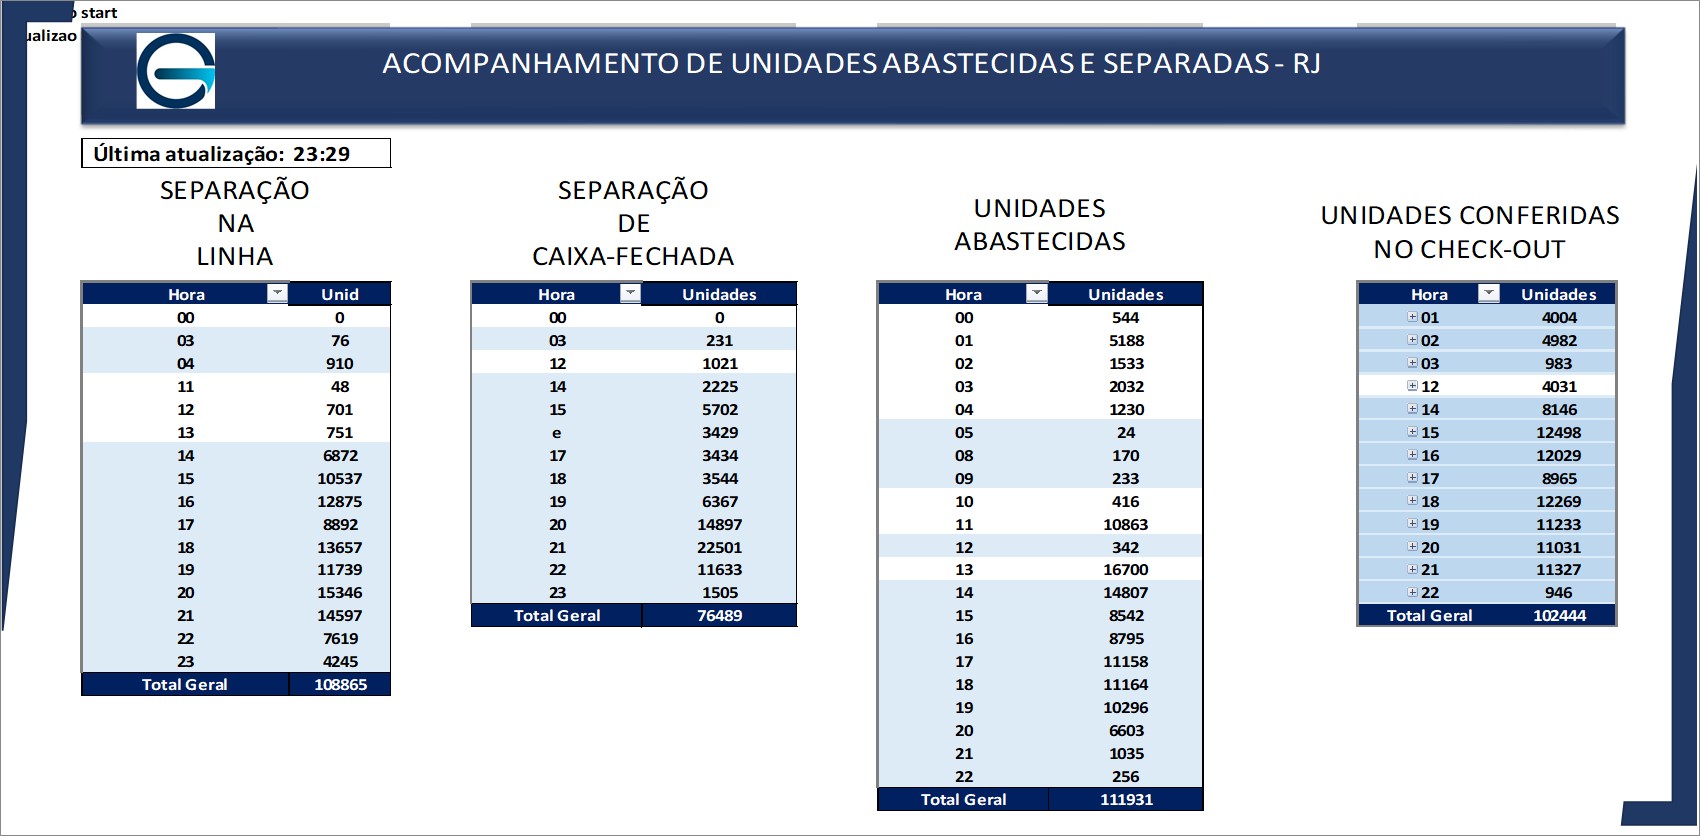 start
ACOMPANHAMENTO DE UNIDADES ABASTECIDAS E SEPARADAS - RJ
Última atualização: 23:29
SEPARAÇÃO
NA
LINHA
Hora Unid
00 0
03 76
04 910
11 48
12 701
13 751
14 6872
15 10537
16 12875
17 8892
18 13657
19 11739
20 15346
21 14597
22 7619
23 4245
Total Geral 108865
SEPARAÇÃO
DE
CAIXA-FECHADA
Hora Unidades
00 0
03 231
12 1021
14 2225
15 5702
e 3429
17 3434
18 3544
19 6367
20 14897
21 22501
22 11633
23 1505
Total Geral 76489
UNIDADES
ABASTECIDAS
Hora Unidades
00 544
01 5188
02 1533
03 2032
04 1230
05 24
08 170
09 233
10 416
11 10863
12 342
13 16700
14 14807
15 8542
16 8795
17 11158
18 11164
19 10296
20 6603
21 1035
22 256
Total Geral 111931
UNIDADES CONFERIDAS
NO CHECK-OUT
Hora Unidades
01 4004
02 4982
03 983
12 4031
14 8146
15 12498
16 12029
17 8965
18 12269
19 11233
20 11031
21 11327
22 946
Total Geral 102444